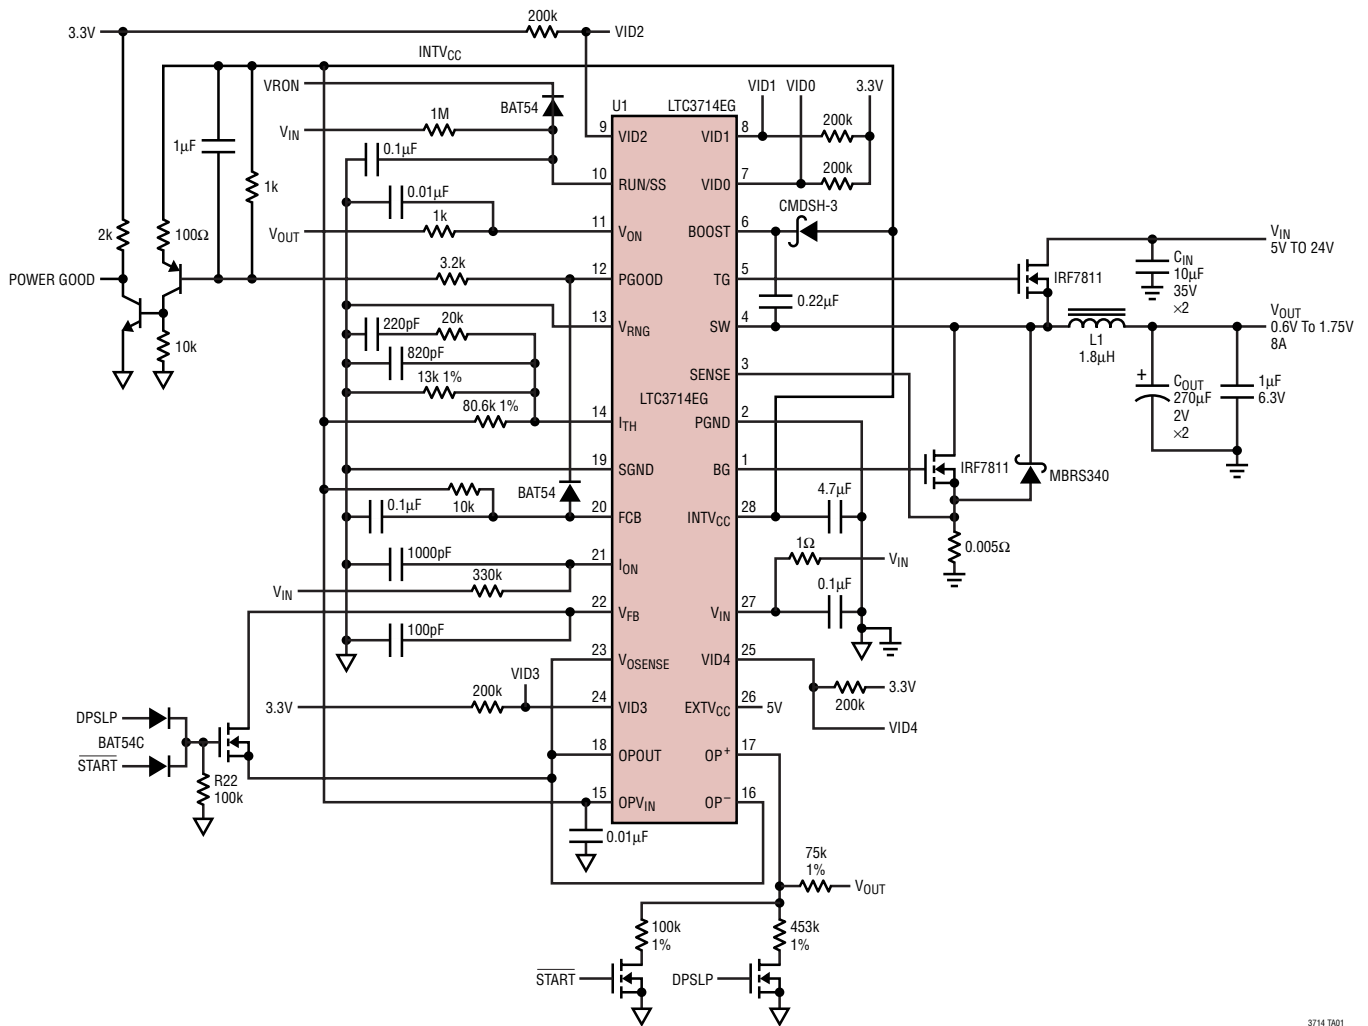 3.3V
200k
VID2
INTVCC
VRON
BAT54
U1
LTC3714EG
VID1
VID0
3.3V
VIN
1M
9
VID2
VID1
8
200k
1µF
0.1µF
1k
10
RUN/SS
VID0
7
200k
0.01µF
CMDSH-3
2k
100Ω
VOUT
1k
11
VON
BOOST
6
VIN
5V TO 24V
POWER GOOD
3.2k
12
PGOOD
TG
5
IRF7811
CIN
10µF
35V
×2
0.22µF
220pF
20k
13
VRNG
SW
4
VOUT
0.6V To 1.75V
8A
10k
820pF
L1
1.8µH
13k 1%
SENSE
3
LTC3714EG
+
COUT
270µF
2V
×2
1µF
6.3V
80.6k 1%
14
ITH
PGND
2
19
SGND
BG
1
IRF7811
MBRS340
BAT54
10k
0.1µF
20
FCB
INTVCC
28
4.7µF
0.005Ω
1000pF
21
ION
1Ω
VIN
VIN
330k
0.1µF
22
VFB
VIN
27
100pF
23
VOSENSE
VID4
25
VID3
3.3V
200k
24
VID3
EXTVCC
26
5V
200k
3.3V
VID4
DPSLP
BAT54C
START
R22
100k
18
OPOUT
OP+
17
15
OPVIN
OP−
16
0.01µF
75k
1%
VOUT
100k
1%
453k
1%
START
DPSLP
3714 TA01